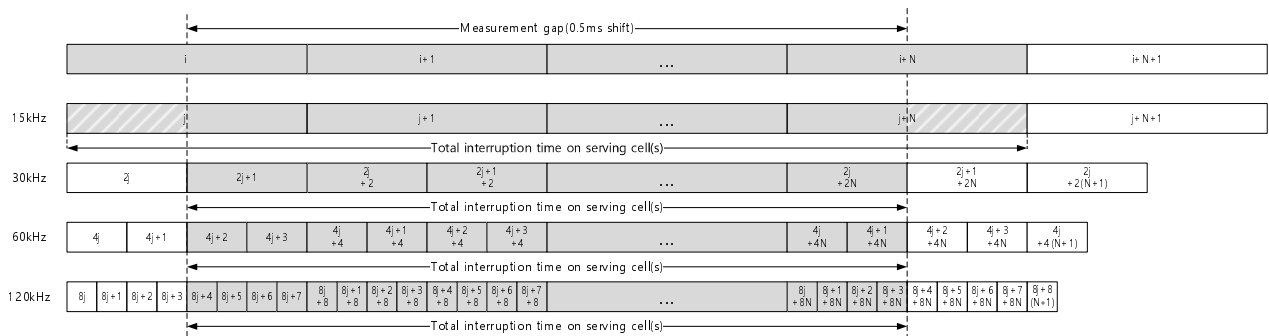 Measurement gap(0.5ms shift)
i i+1 ... i+N i+N+1
15kHz j j+1 ... j+N j+N+1
Total interruption time on serving cell(s)
30kHz 2j 2j+1 2j +2 2j+1 +2 ... 2j +2N 2j+1 +2N 2j +2(N+1)
Total interruption time on serving cell(s)
60kHz 4j 4j+1 4j+2 4j+3 4j +4 4j+1 +4 4j+2 +4 4j+3 +4 ... 4j +4N 4j+1 +4N 4j+2 +4N 4j+3 +4N 4j +4(N+1)
Total interruption time on serving cell(s)
120kHz 8j 8j+1 8j+2 8j+3 8j+4 8j+5 8j+6 8j+7 8j +8 8j+1 +8 8j+2 +8 8j+3 +8 8j+4 +8 8j+5 +8 8j+6 +8 8j+7 +8 ... 8j +8N 8j+1 +8N 8j+2 +8N 8j+3 +8N 8j+4 +8N 8j+5 +8N 8j+6 +8N 8j+7 +8N 8j+8 (N+1)
Total interruption time on serving cell(s)